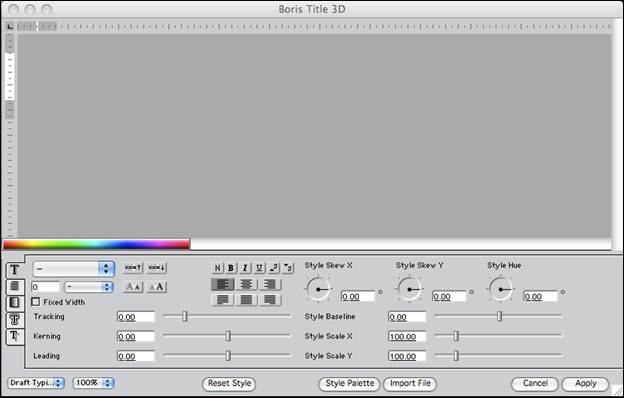 Boris Title 3D
L
T
–
N B I U S S
Style Skew X Style Skew Y Style Hue
0 –
A A A A
0.00 ° 0.00 ° 0.00 °
Fixed Width
Tracking 0.00 Style Baseline 0.00
Kerning 0.00 Style Scale X 100.00
Leading 0.00 Style Scale Y 100.00
T
T
Draft Typi... 100% Reset Style Style Palette Import File Cancel Apply